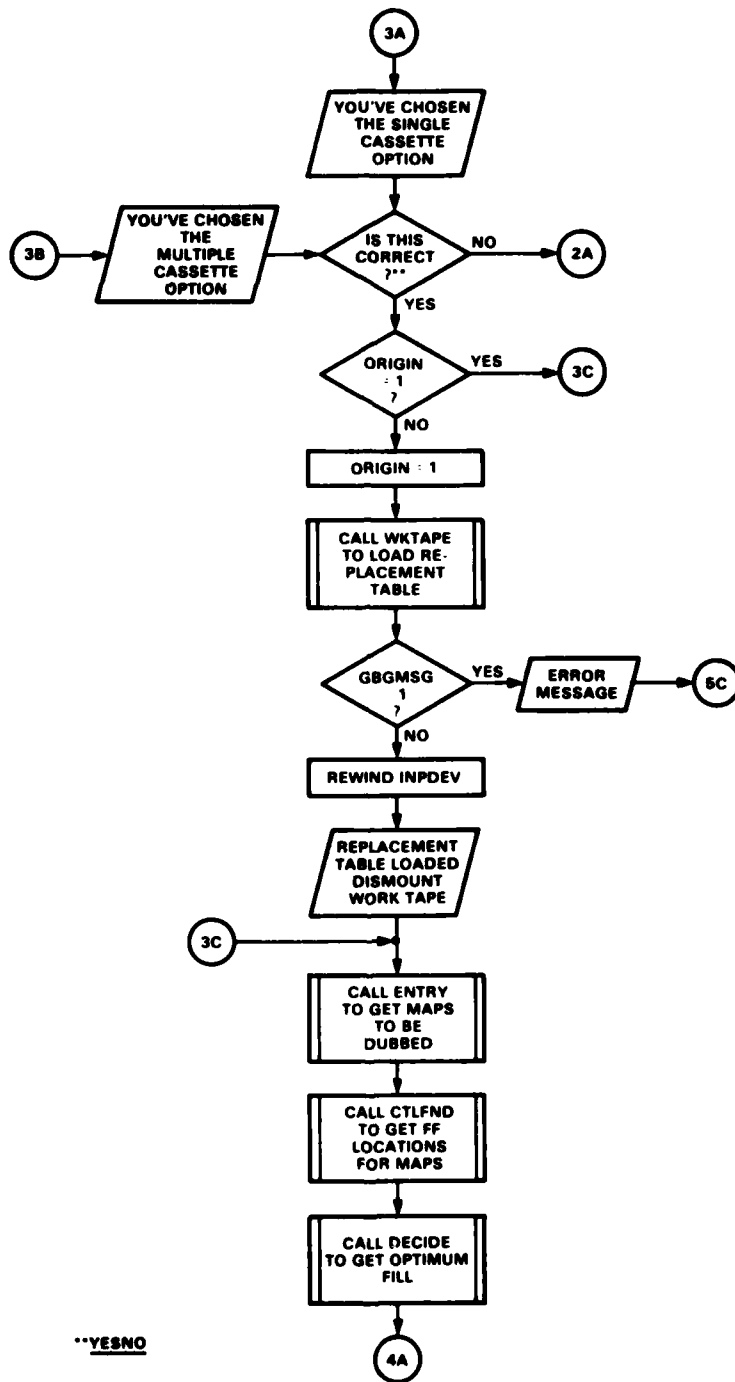 3A
YOU'VE CHOSEN
THE SINGLE
CASSETTE
OPTION
3B
YOU'VE CHOSEN
THE
MULTIPLE
CASSETTE
OPTION
IS THIS
CORRECT
?**
NO
2A
YES
ORIGIN
= 1
?
YES
3C
NO
ORIGIN = 1
CALL WKTAPE
TO LOAD RE-
PLACEMENT
TABLE
GBGMSG
1
?
YES
ERROR
MESSAGE
5C
NO
REWIND INPDEV
REPLACEMENT
TABLE LOADED
DISMOUNT
WORK TAPE
3C
CALL ENTRY
TO GET MAPS
TO BE
DUBBED
CALL CTLFND
TO GET FF
LOCATIONS
FOR MAPS
CALL DECIDE
TO GET OPTIMUM
FILL
**YESNO
4A